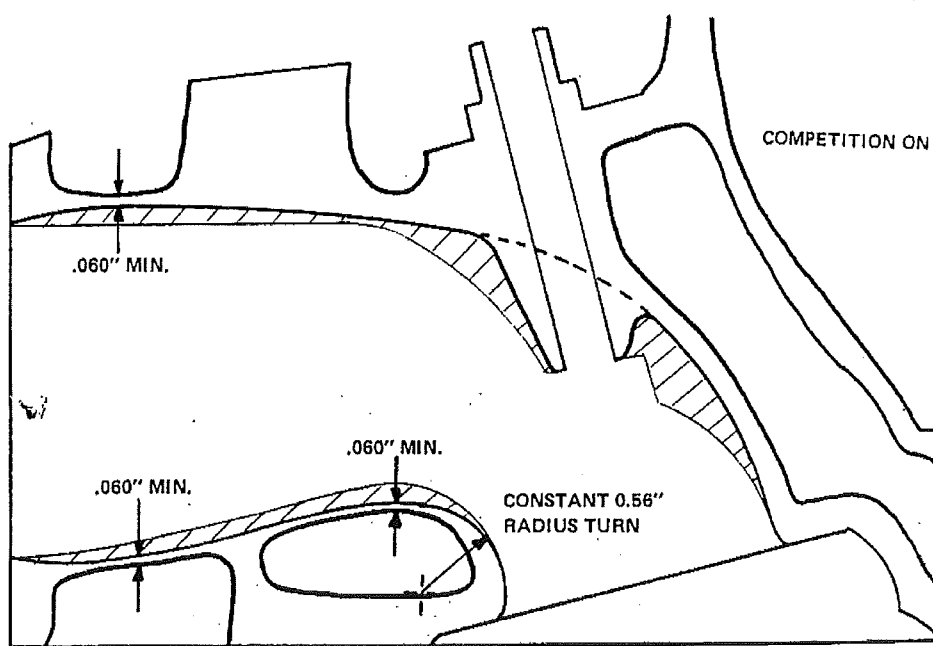 COMPETITION ON
.060" MIN.
.060" MIN.
.060" MIN.
CONSTANT 0.56"
RADIUS TURN